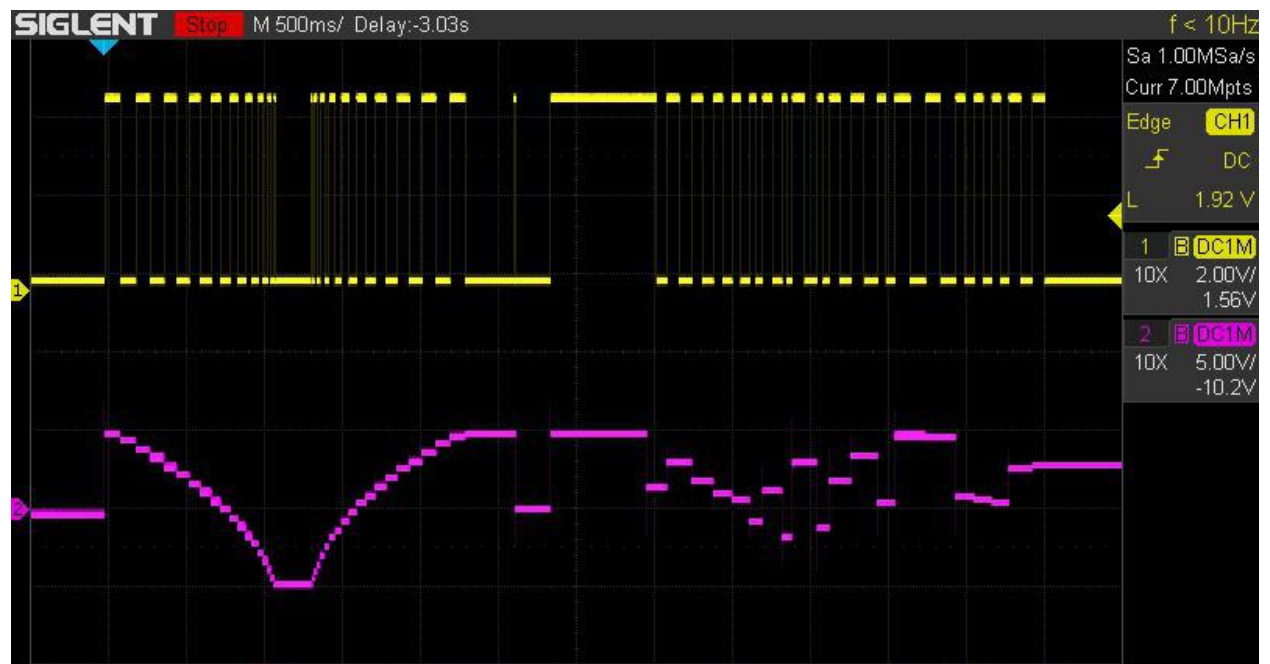 SIGLENT Stop M 500ms/ Delay:-3.03s f < 10Hz
Sa 1.00MSa/s
Curr 7.00Mpts
Edge CH1
DC
L 1.92 V
1 B DC1M
10X 2.00V/
1.56V
2 B DC1M
10X 5.00V/
-10.2V
1
2